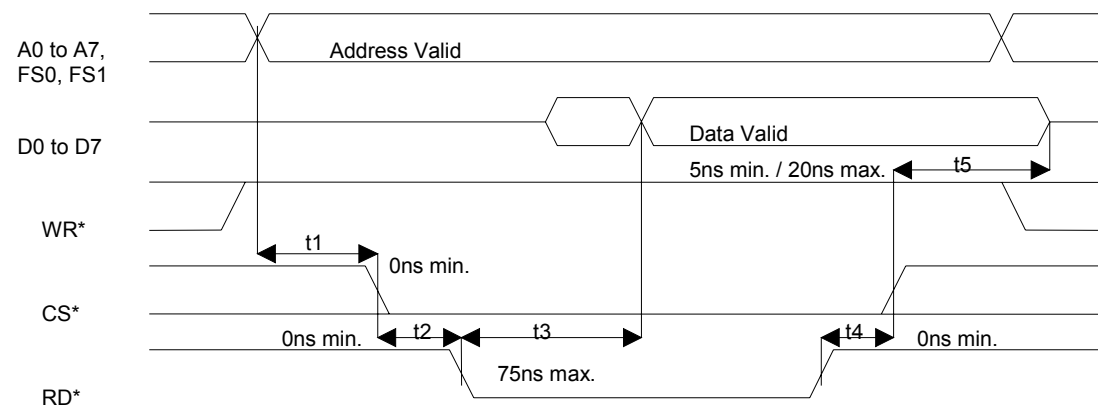 A0 to A7,
FS0, FS1
Address Valid
D0 to D7
Data Valid
5ns min. / 20ns max.
t5
WR*
t1
0ns min.
CS*
0ns min.
t2
t3
t4
0ns min.
75ns max.
RD*